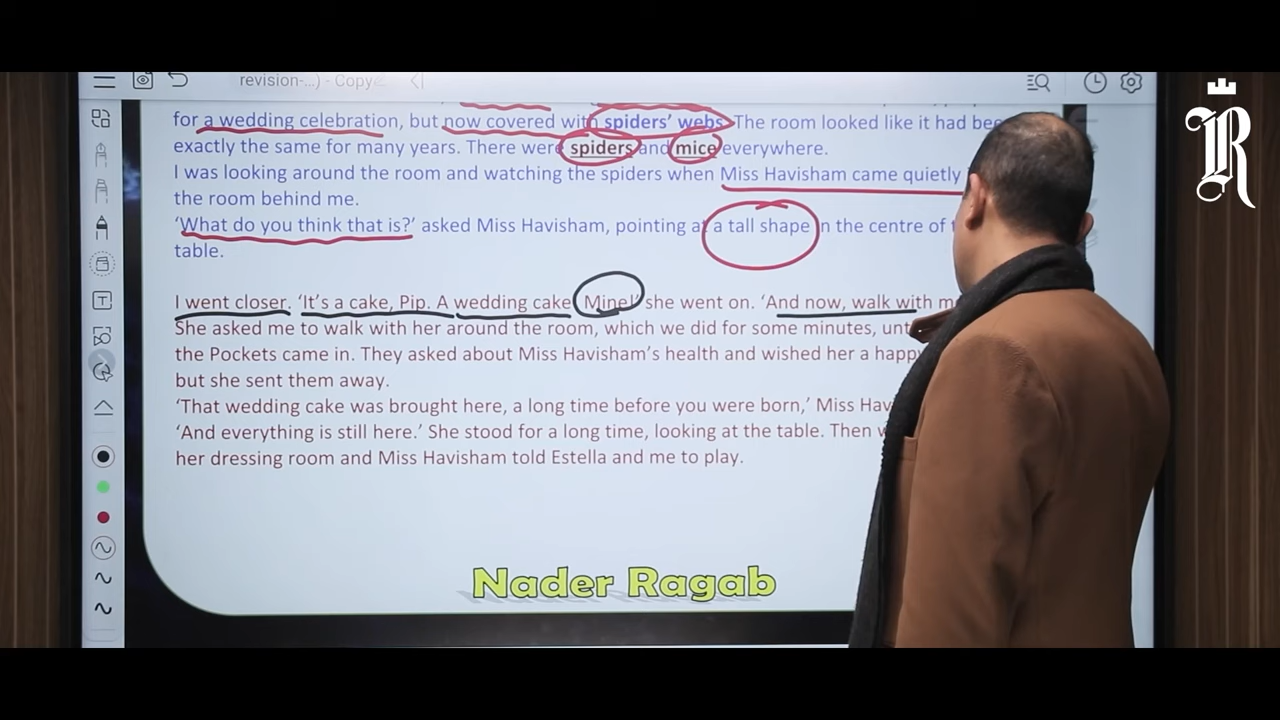 revision-...) - Copy
for a wedding celebration, but now covered with spiders' webs. The room looked like it had
exactly the same for many years. There were spiders and mice everywhere.
I was looking around the room and watching the spiders when Miss Havisham came quietly
the room behind me.
'What do you think that is?' asked Miss Havisham, pointing at a tall shape in the centre of
table.
I went closer. 'It's a cake, Pip. A wedding cake. Mine!' she went on. 'And now, walk with
She asked me to walk with her around the room, which we did for some minutes,
the Pockets came in. They asked about Miss Havisham's health and wished her a
but she sent them away.
'That wedding cake was brought here, a long time before you were born,' Miss
'And everything is still here.' She stood for a long time, looking at the table. Then
her dressing room and Miss Havisham told Estella and me to play.
Nader Ragab
R